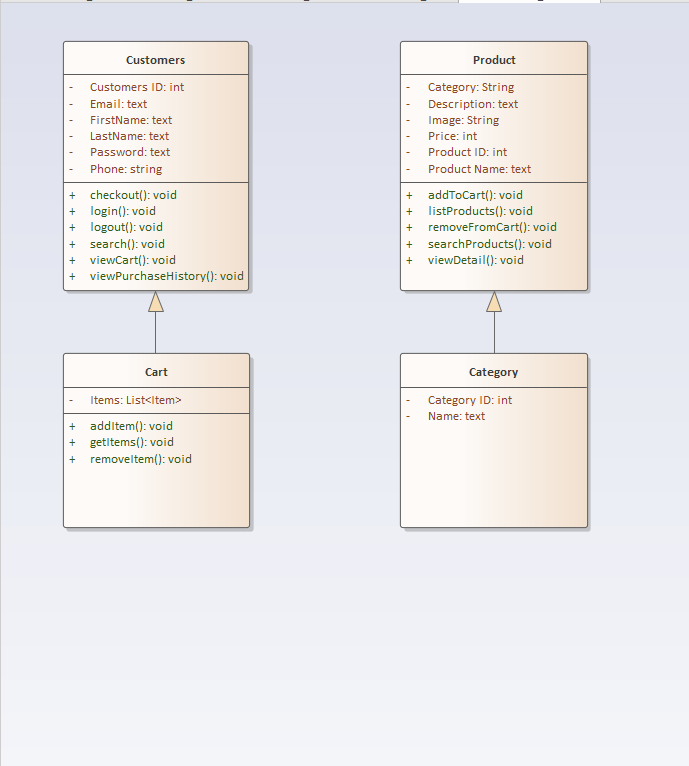 Customers
- Customers ID: int
- Email: text
- FirstName: text
- LastName: text
- Password: text
- Phone: string
+ checkout(): void
+ login(): void
+ logout(): void
+ search(): void
+ viewCart(): void
+ viewPurchaseHistory(): void
Product
- Category: String
- Description: text
- Image: String
- Price: int
- Product ID: int
- Product Name: text
+ addToCart(): void
+ listProducts(): void
+ removeFromCart(): void
+ searchProducts(): void
+ viewDetail(): void
Cart
- Items: List<Item>
+ addItem(): void
+ getItems(): void
+ removeItem(): void
Category
- Category ID: int
- Name: text